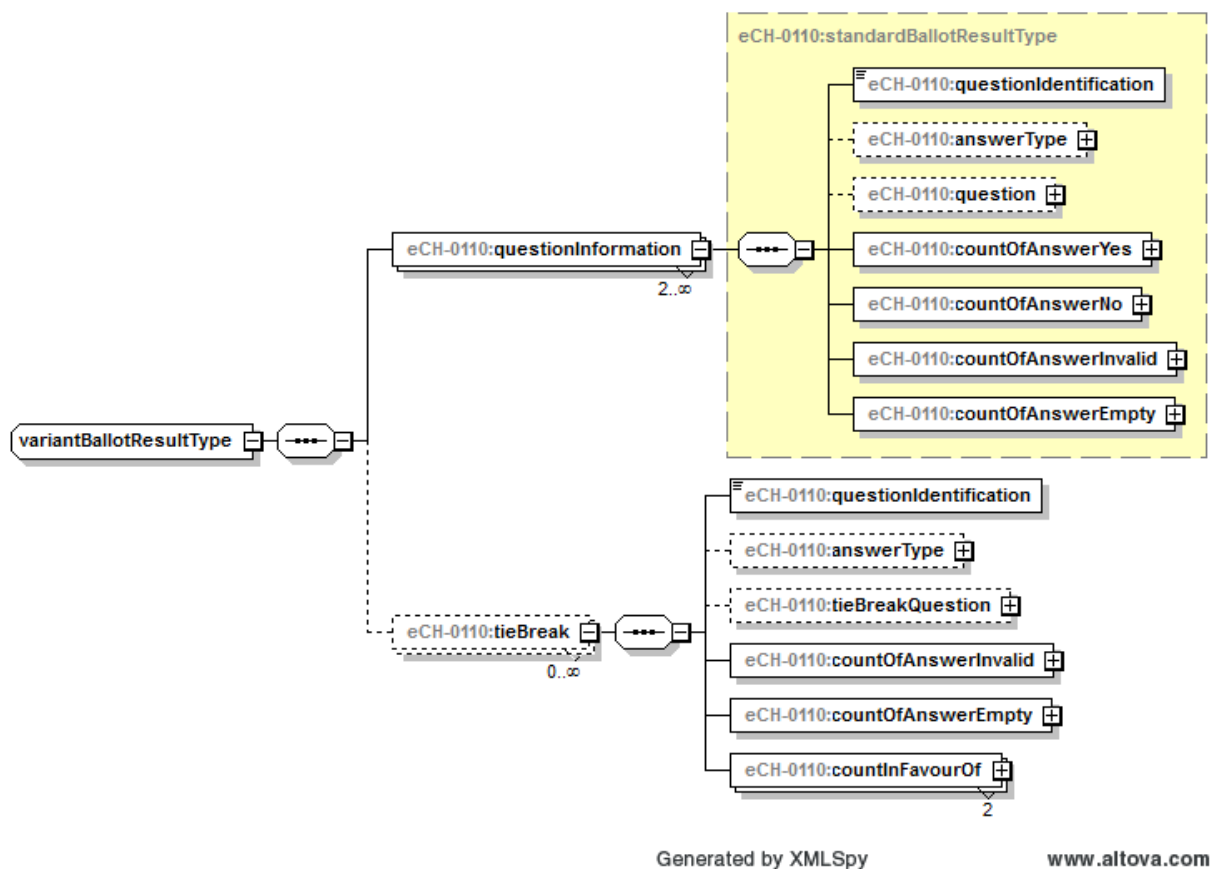 eCH-0110:standardBallotResultType
eCH-0110:questionIdentification
eCH-0110:answerType
eCH-0110:question
eCH-0110:questionInformation
2..∞
eCH-0110:countOfAnswerYes
eCH-0110:countOfAnswerNo
eCH-0110:countOfAnswerInvalid
eCH-0110:countOfAnswerEmpty
variantBallotResultType
eCH-0110:tieBreak
0..∞
eCH-0110:questionIdentification
eCH-0110:answerType
eCH-0110:tieBreakQuestion
eCH-0110:countOfAnswerInvalid
eCH-0110:countOfAnswerEmpty
eCH-0110:countInFavourOf
2
Generated by XMLSpy
www.altova.com